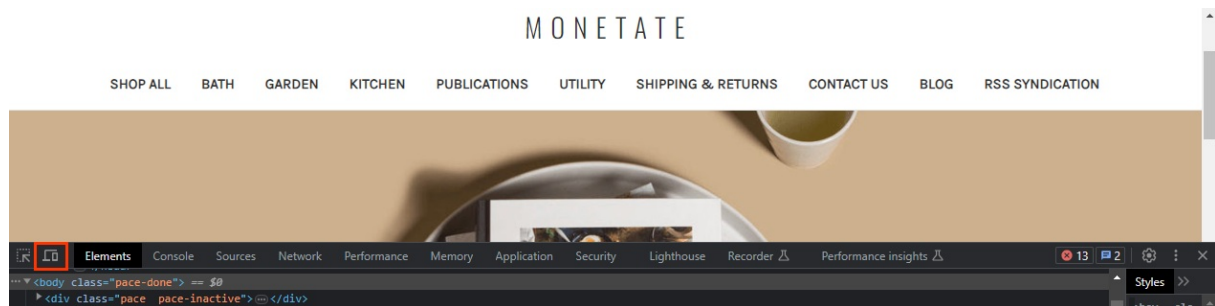 MONETATE
SHOP ALL BATH GARDEN KITCHEN PUBLICATIONS UTILITY SHIPPING & RETURNS CONTACT US BLOG RSS SYNDICATION
Elements Console Sources Network Performance Memory Application Security Lighthouse Recorder Performance insights 13 2
<body class="pace-done"> == $0 Styles
<div class="pace pace-inactive"></div>